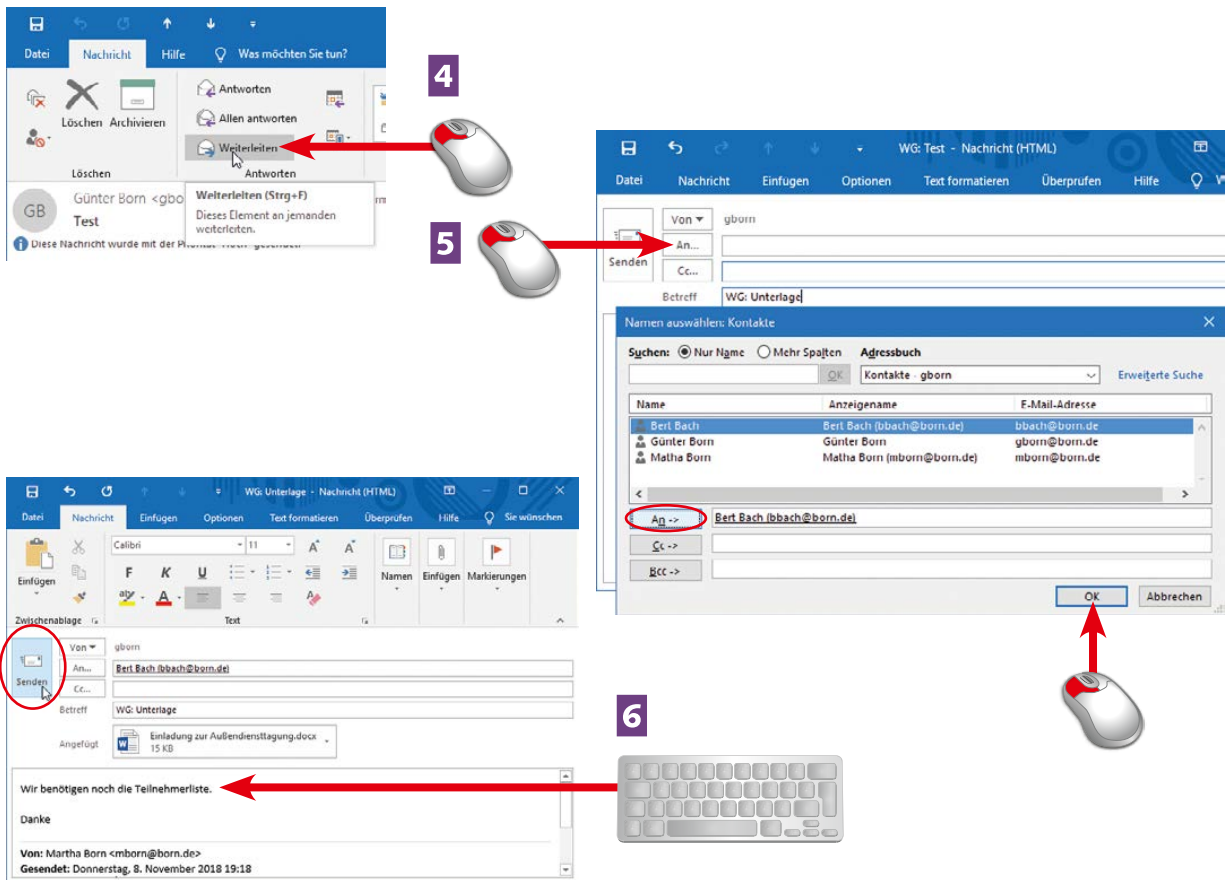 Datei Nachricht Hilfe Was möchten Sie tun?
Löschen Archivieren
Antworten
Allen antworten
Weiterleiten
Löschen Antworten
GB
Günter Born <gbo
Test
Weiterleiten (Strg+F)
Dieses Element an jemanden
weiterleiten.
Diese Nachricht wurde mit der
4
5
WG: Test - Nachricht (HTML)
Datei Nachricht Einfügen Optionen Text formatieren Überprüfen Hilfe
Senden
Von gborn
An...
Cc...
Betreff WG: Unterlage
Namen auswählen: Kontakte
Suchen: Nur Name Mehr Spalten Adressbuch
OK Kontakte - gborn Erweiterte Suche
Name Anzeigename E-Mail-Adresse
Bert Bach Bert Bach (bbach@born.de) bbach@born.de
Günter Born Günter Born gborn@born.de
Matha Born Matha Born (mborn@born.de) mborn@born.de
An -> Bert Bach (bbach@born.de)
Cc ->
Bcc ->
OK Abbrechen
WG: Unterlage - Nachricht (HTML)
Datei Nachricht Einfügen Optionen Text formatieren Überprüfen Hilfe Sie wünschen
Calibri 11
Einfügen
F K U
Namen Einfügen Markierungen
Zwischenablage Text
Senden
Von gborn
An... Bert Bach (bbach@born.de)
Cc...
Betreff WG: Unterlage
Angefügt Einladung zur Außendiensttagung.docx
15 KB
Wir benötigen noch die Teilnehmerliste.
Danke
Von: Martha Born <mborn@born.de>
Gesendet: Donnerstag, 8. November 2018 19:18
6